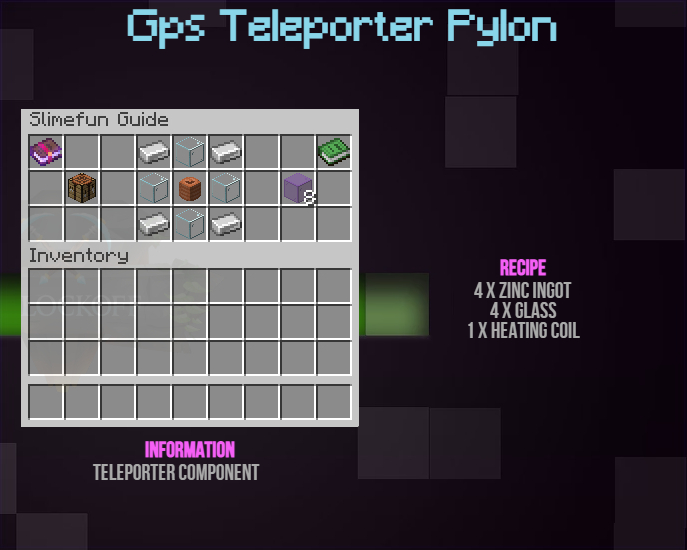 Gps Teleporter Pylon
Slimefun Guide
8
Inventory
LOCKOFF
RECIPE
4 X ZINC INGOT
4 X GLASS
1 X HEATING COIL
INFORMATION
TELEPORTER COMPONENT